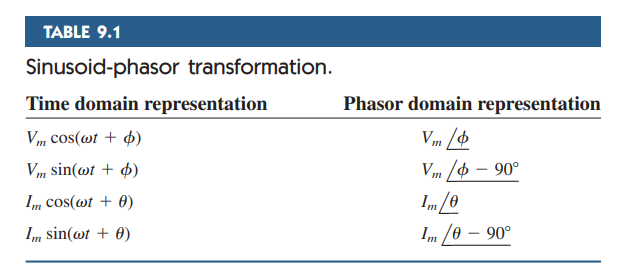 TABLE 9.1
Sinusoid-phasor transformation.
Time domain representation Phasor domain representation
Vm cos(ωt + ϕ) Vm /ϕ
Vm sin(ωt + ϕ) Vm /ϕ − 90°
Im cos(ωt + θ) Im /θ
Im sin(ωt + θ) Im /θ − 90°